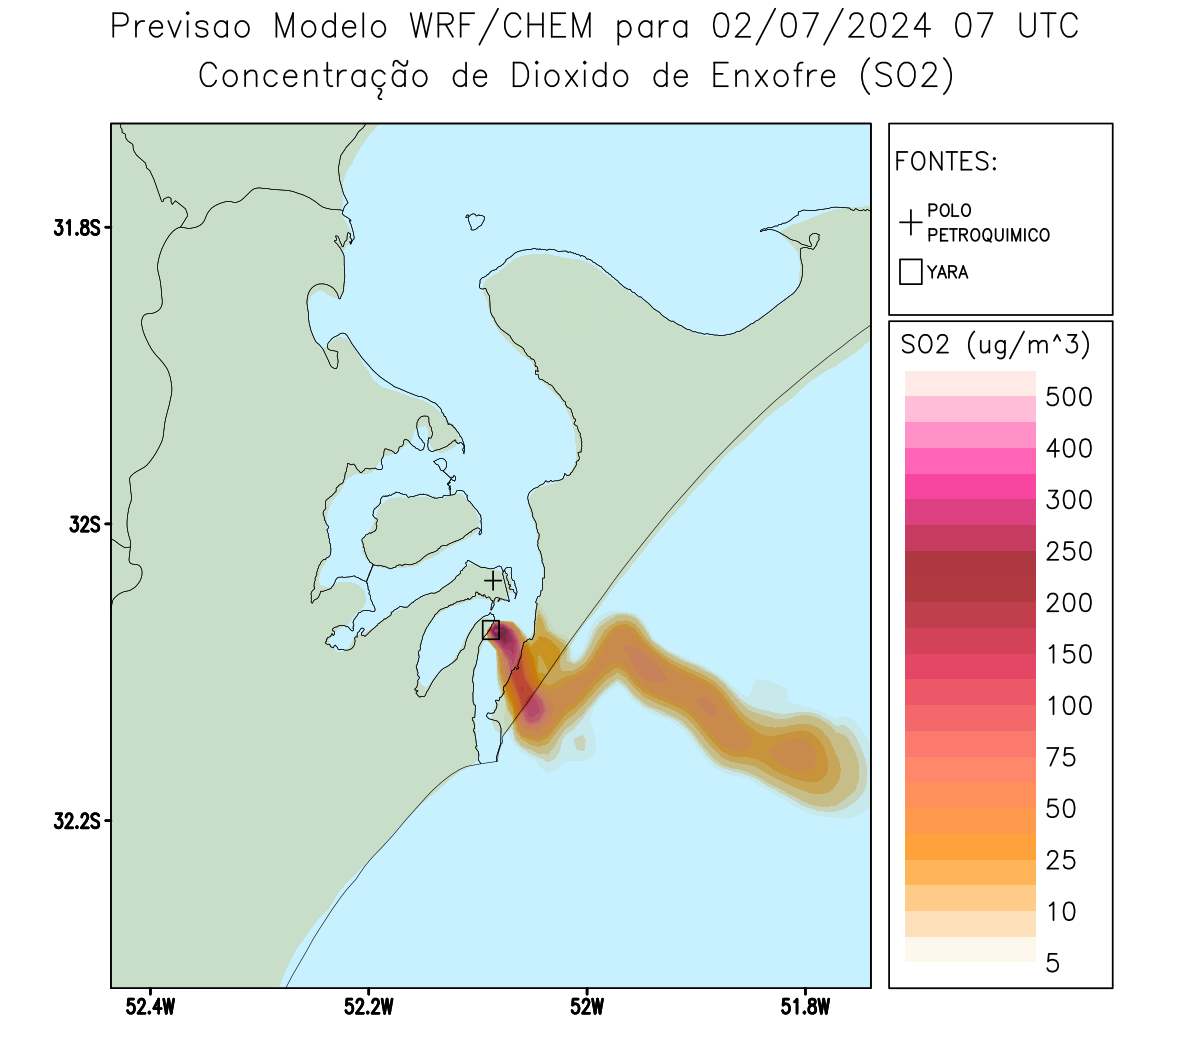 Previsao Modelo WRF/CHEM para 02/07/2024 07 UTC
Concentração de Dioxido de Enxofre (SO2)
FONTES:
POLO
PETROQUIMICO
YARA
31.8S
32S
32.2S
52.4W
52.2W
52W
51.8W
SO2 (ug/m^3)
500
400
300
250
200
150
100
75
50
25
10
5